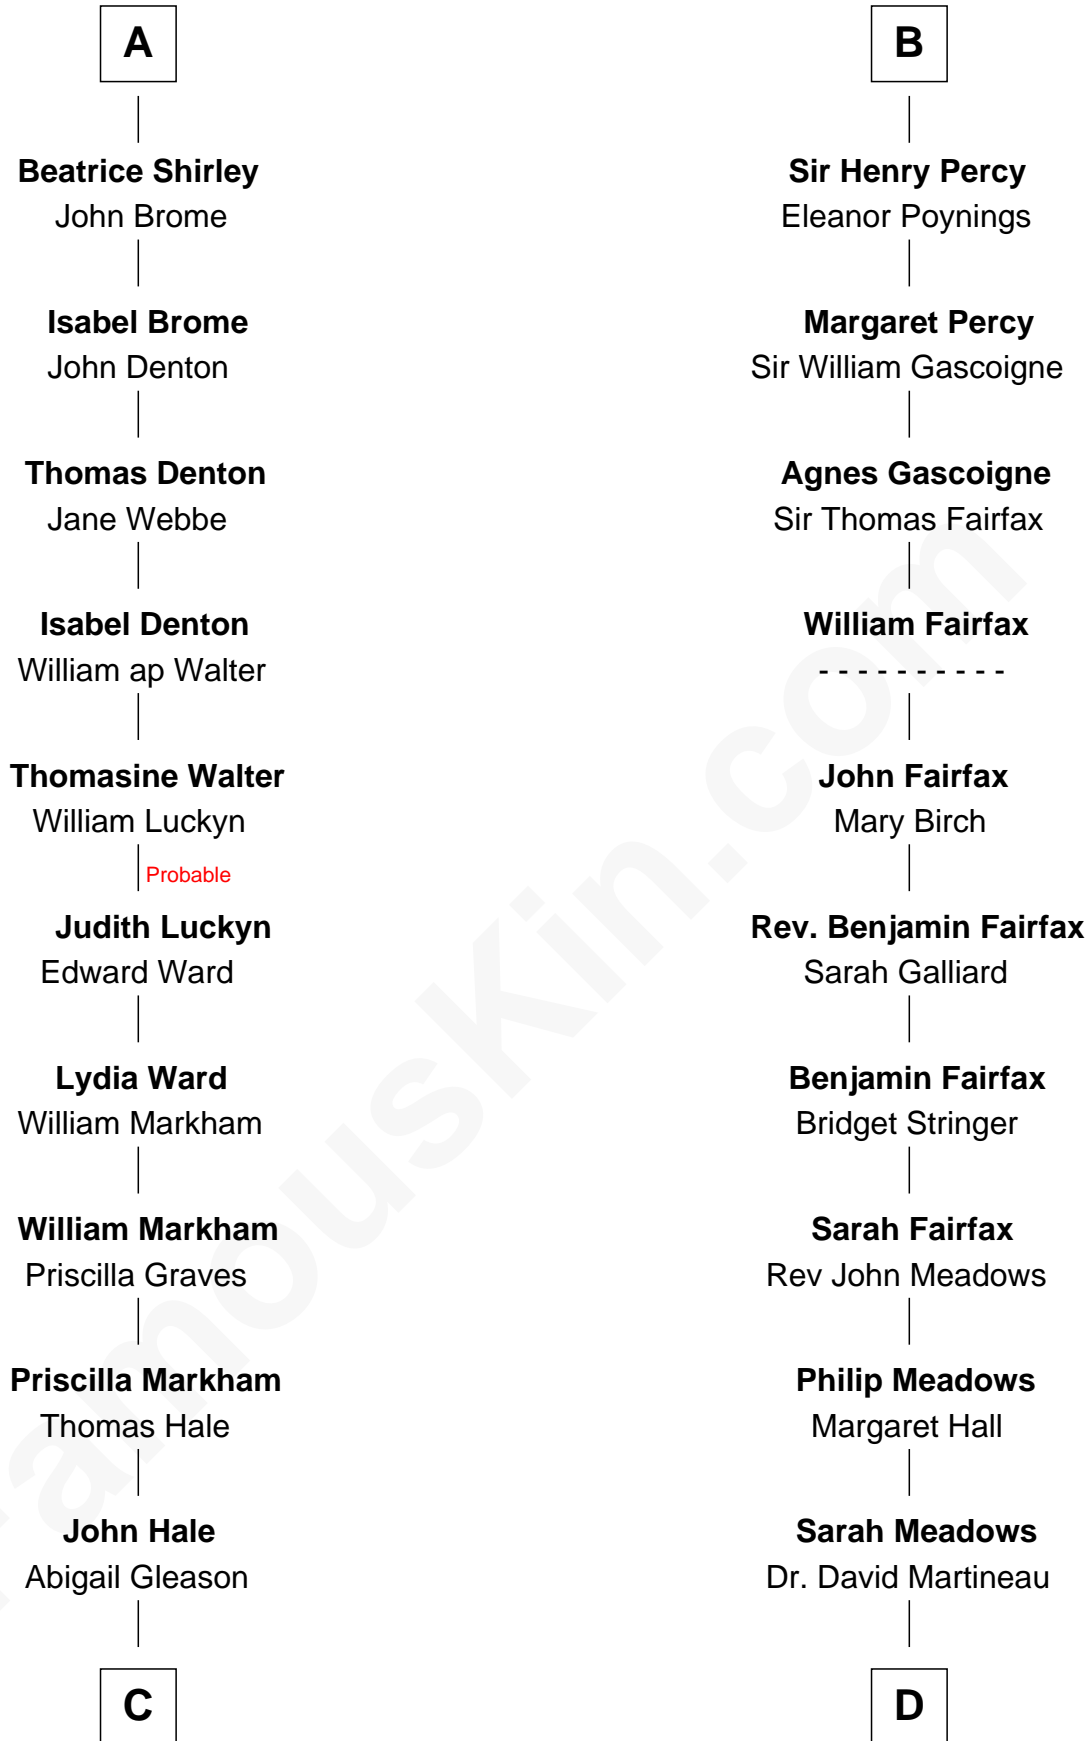 A
Beatrice Shirley
John Brome
Isabel Brome
John Denton
Thomas Denton
Jane Webbe
Isabel Denton
William ap Walter
Thomasine Walter
William Luckyn
Probable
Judith Luckyn
Edward Ward
Lydia Ward
William Markham
William Markham
Priscilla Graves
Priscilla Markham
Thomas Hale
John Hale
Abigail Gleason
C
B
Sir Henry Percy
Eleanor Poynings
Margaret Percy
Sir William Gascoigne
Agnes Gascoigne
Sir Thomas Fairfax
William Fairfax
- - - - - - - - - -
John Fairfax
Mary Birch
Rev. Benjamin Fairfax
Sarah Galliard
Benjamin Fairfax
Bridget Stringer
Sarah Fairfax
Rev John Meadows
Philip Meadows
Margaret Hall
Sarah Meadows
Dr. David Martineau
D
FamousKin.com